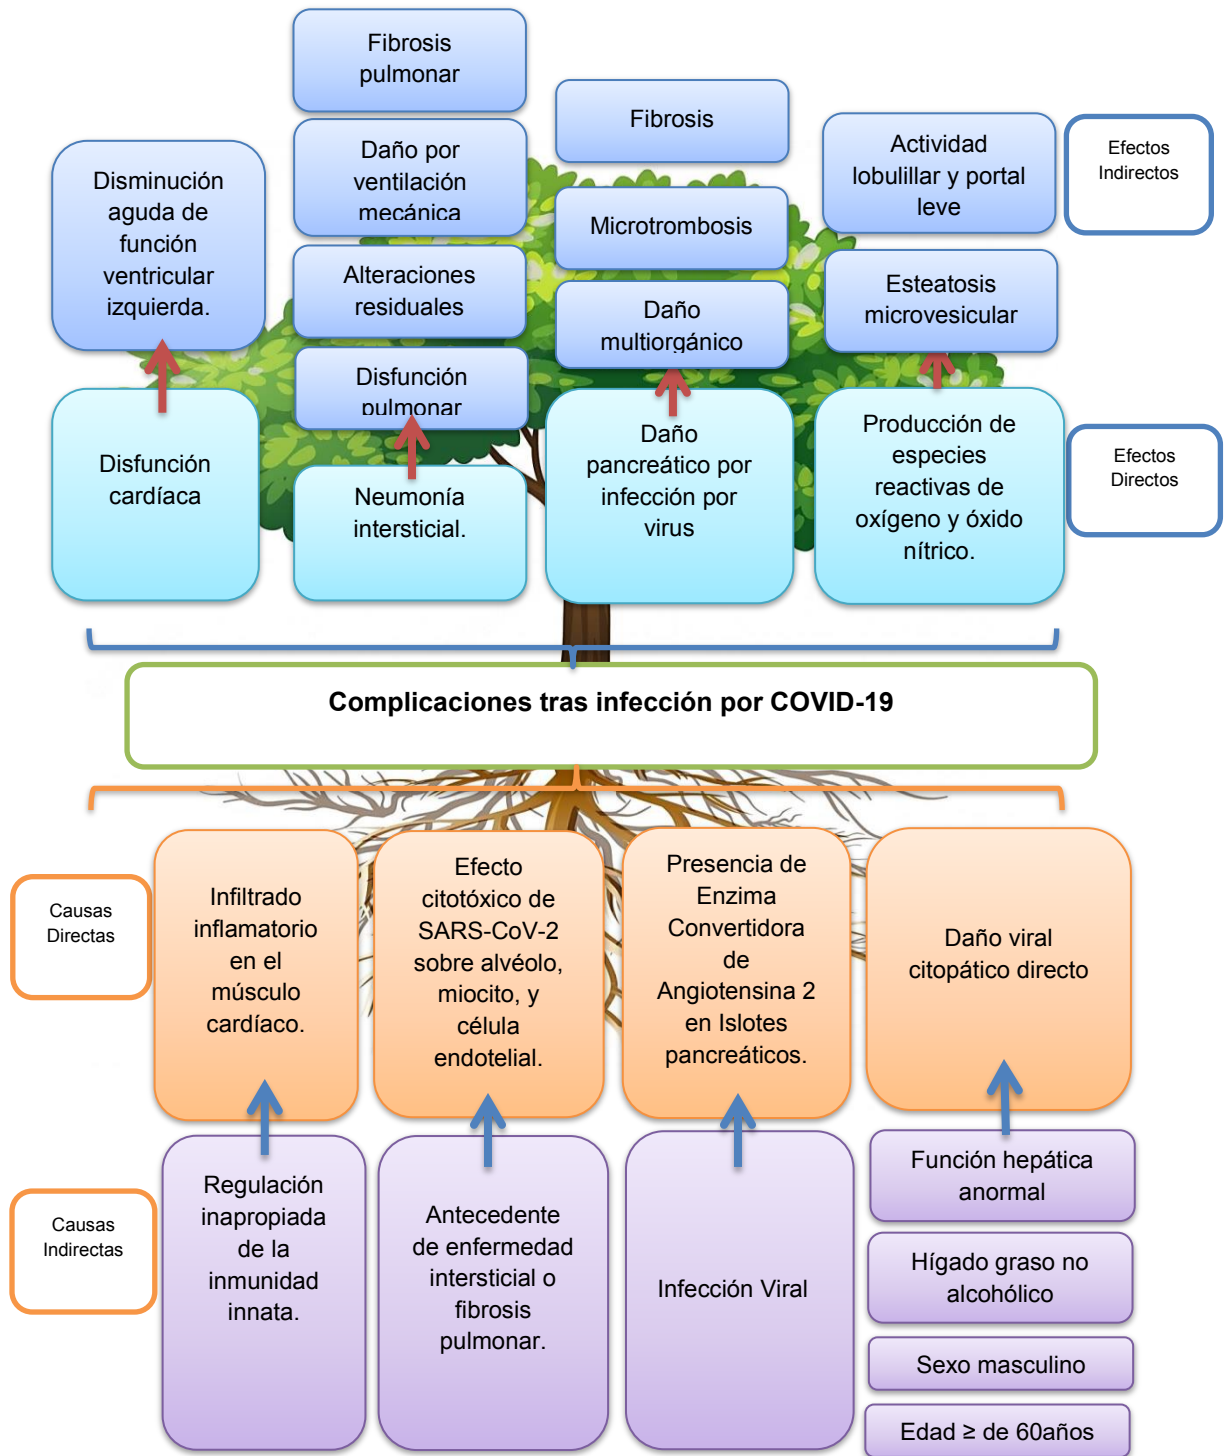 Fibrosis
pulmonar
Fibrosis
Daño por
ventilación
mecánica
Actividad
lobulillar y portal
leve
Efectos
Indirectos
Disminución
aguda de
función
ventricular
izquierda.
Microtrombosis
Alteraciones
residuales
Esteatosis
microvesicular
Daño
multiorgánico
Disfunción
pulmonar
Disfunción
cardíaca
Neumonía
intersticial.
Daño
pancreático por
infección por
virus
Producción de
especies
reactivas de
oxígeno y óxido
nítrico.
Efectos
Directos
Complicaciones tras infección por COVID-19
Causas
Directas
Infiltrado
inflamatorio
en el
músculo
cardíaco.
Efecto
citotóxico de
SARS-CoV-2
sobre alvéolo,
miocito, y
célula
endotelial.
Presencia de
Enzima
Convertidora
de
Angiotensina 2
en Islotes
pancreáticos.
Daño viral
citopático directo
Causas
Indirectas
Regulación
inapropiada
de la
inmunidad
innata.
Antecedente
de enfermedad
intersticial o
fibrosis
pulmonar.
Infección Viral
Función hepática
anormal
Hígado graso no
alcohólico
Sexo masculino
Edad ≥ de 60años